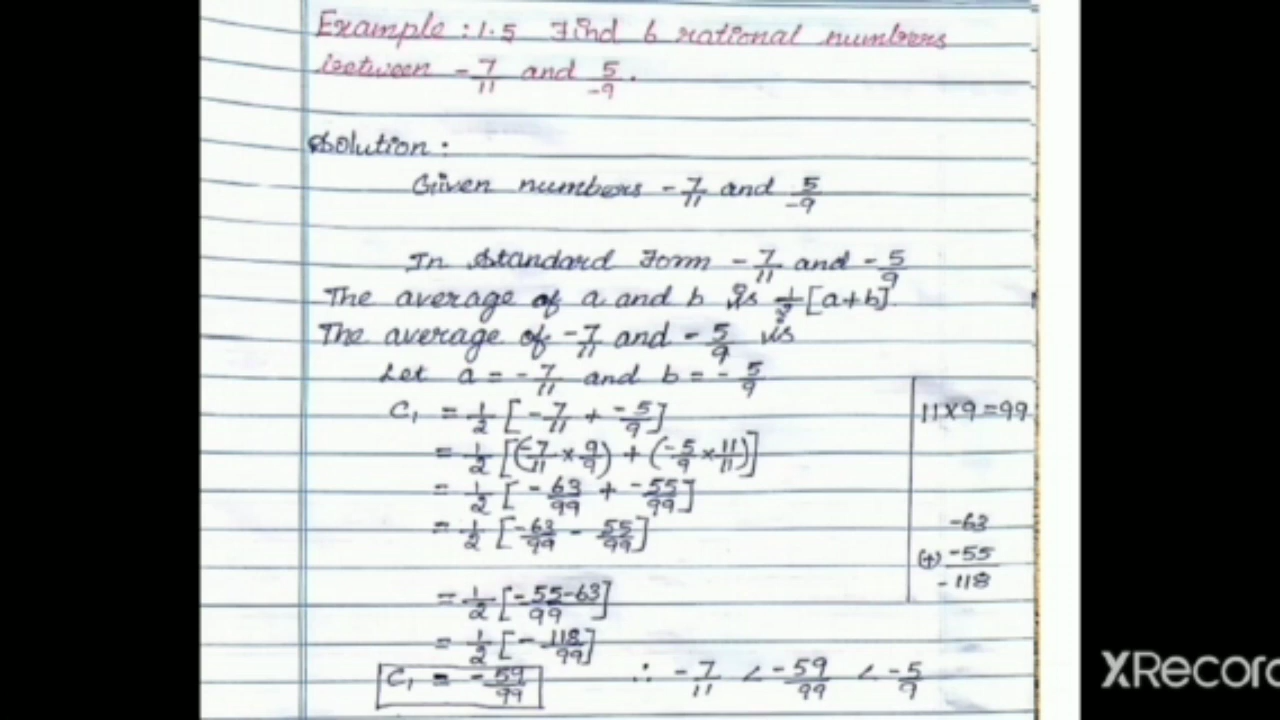 Example : 1.5 Find 6 rational numbers
between -7/11 and 5/-9.
Solution :
Given numbers -7/11 and 5/-9
In Standard Form -7/11 and -5/9
The average of a and b is 1/2 [a+b]
The average of -7/11 and -5/9 is
Let a = -7/11 and b = -5/9
C₁ = 1/2 [-7/11 + -5/9]
11×9=99
= 1/2 [(-7/11 × 9/9) + (-5/9 × 11/11)]
= 1/2 [-63/99 + -55/99]
= 1/2 [-63/99 - 55/99]
-63
(+) -55
-118
= 1/2 [-55-63/99]
= 1/2 [-118/99]
C₁ = -59/99 ∴ -7/11 < -59/99 < -5/9
XRecord